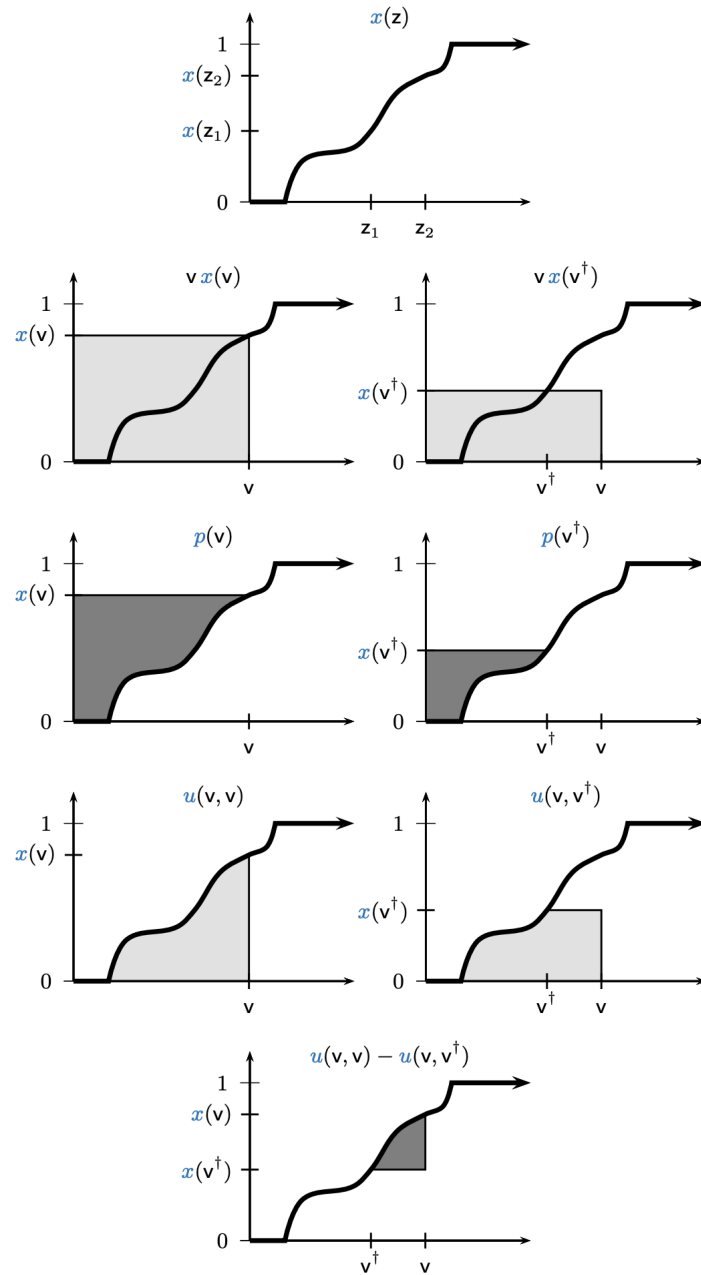 x(z)
1
x(z₂)
x(z₁)
0
z₁ z₂
v x(v)
1
x(v)
0
v
v x(v†)
1
x(v†)
0
v† v
p(v)
1
x(v)
0
v
p(v†)
1
x(v†)
0
v† v
u(v, v)
1
x(v)
0
v
u(v, v†)
1
x(v†)
0
v† v
u(v, v) − u(v, v†)
1
x(v)
x(v†)
0
v† v